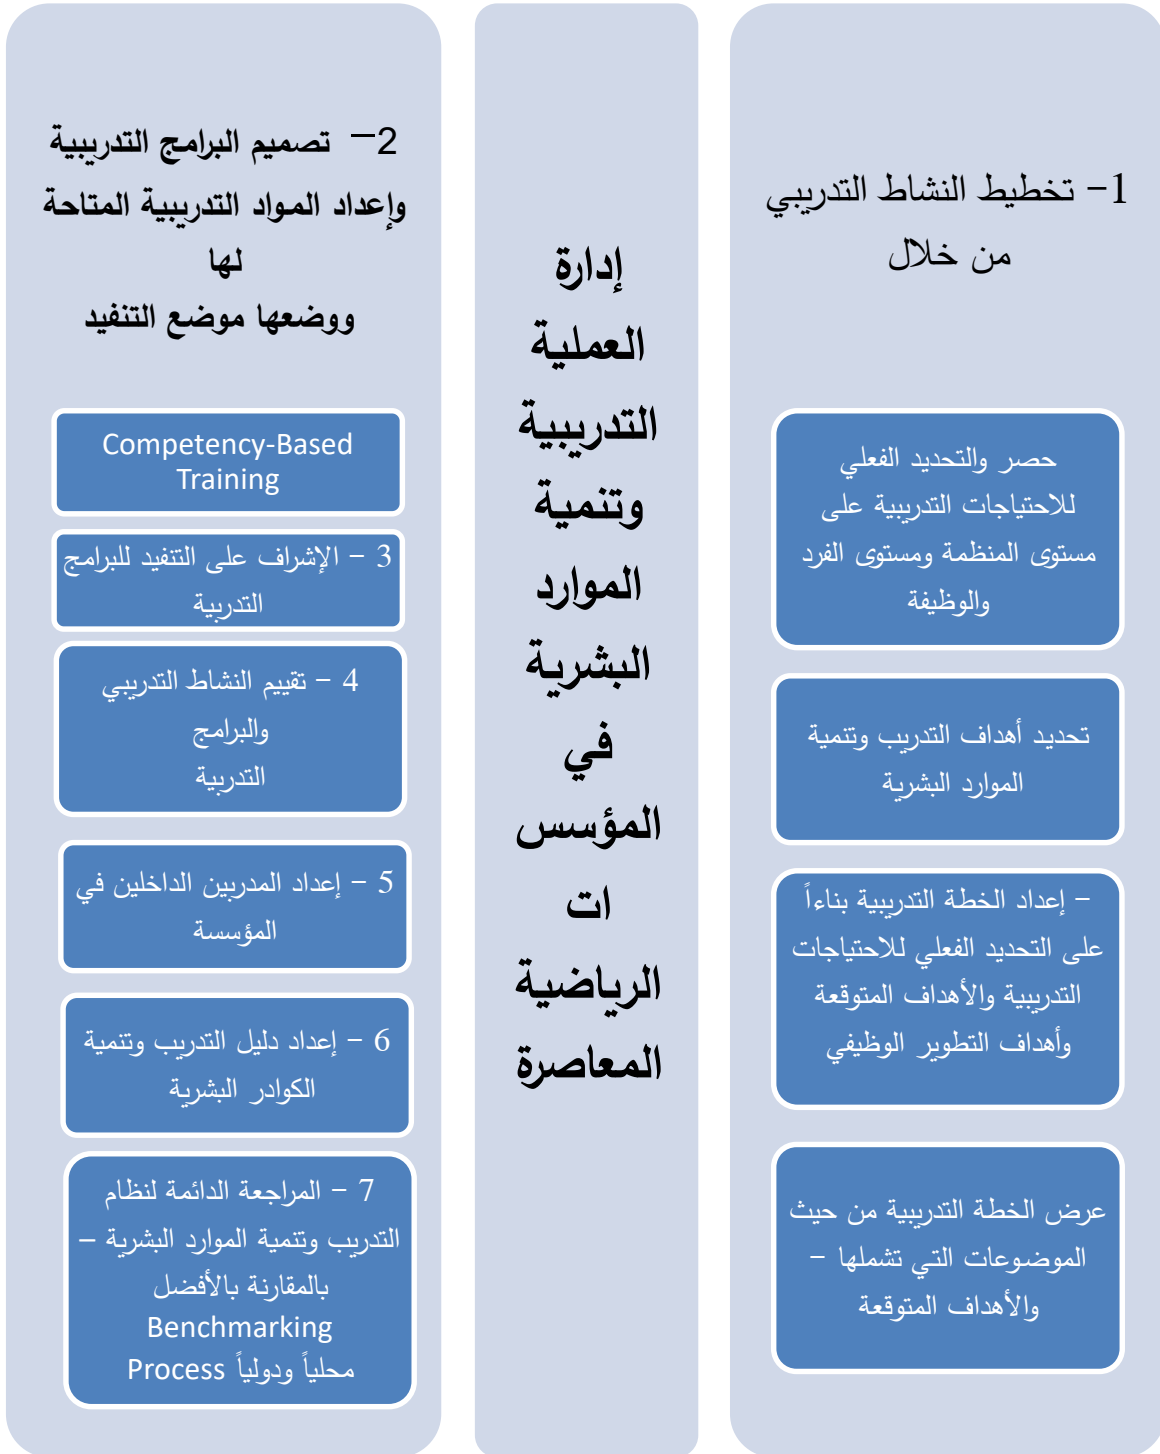 1- تخطيط النشاط التدريبي
من خلال
حصر والتحديد الفعلي
للاحتياجات التدريبية على
مستوى المنظمة ومستوى الفرد
والوظيفة
تحديد أهداف التدريب وتنمية
الموارد البشرية
- إعداد الخطة التدريبية بناءاً
على التحديد الفعلي للاحتياجات
التدريبية والأهداف المتوقعة
وأهداف التطوير الوظيفي
عرض الخطة التدريبية من حيث
الموضوعات التي تشملها -
والأهداف المتوقعة
إدارة
العملية
التدريبية
وتنمية
الموارد
البشرية
في
المؤسس
ات
الرياضية
المعاصرة
2- تصميم البرامج التدريبية
وإعداد المواد التدريبية المتاحة
لها
ووضعها موضع التنفيد
Competency-Based
Training
3 - الإشراف على التنفيد للبرامج
التدربية
4 - تقييم النشاط التدريبي
والبرامج
التدربية
5 - إعداد المدربين الداخلين في
المؤسسة
6 - إعداد دليل التدريب وتنمية
الكوادر البشرية
7 - المراجعة الدائمة لنظام
التدريب وتنمية الموارد البشرية –
بالمقارنة بالأفضل
Benchmarking
محلياً ودولياً Process